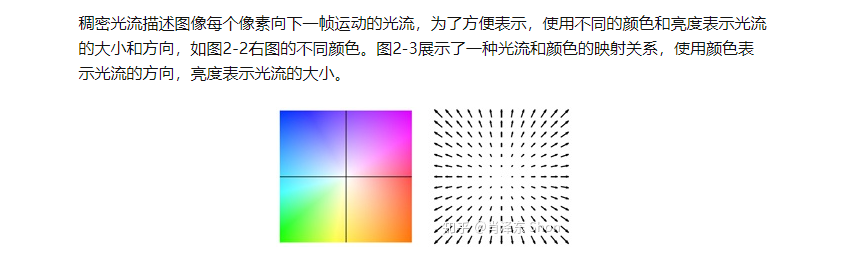 稠密光流描述图像每个像素向下一帧运动的光流，为了方便表示，使用不同的颜色和亮度表示光流
的大小和方向，如图2-2右图的不同颜色。图2-3展示了一种光流和颜色的映射关系，使用颜色表
示光流的方向，亮度表示光流的大小。
知乎 @肖泽东 Shon